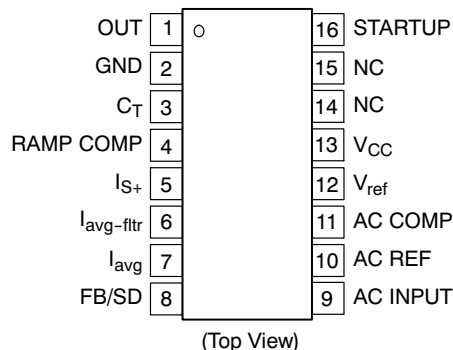 OUT 1 16 STARTUP
GND 2 15 NC
CT 3 14 NC
RAMP COMP 4 13 VCC
IS+ 5 12 Vref
Iavg-fltr 6 11 AC COMP
Iavg 7 10 AC REF
FB/SD 8 9 AC INPUT
(Top View)